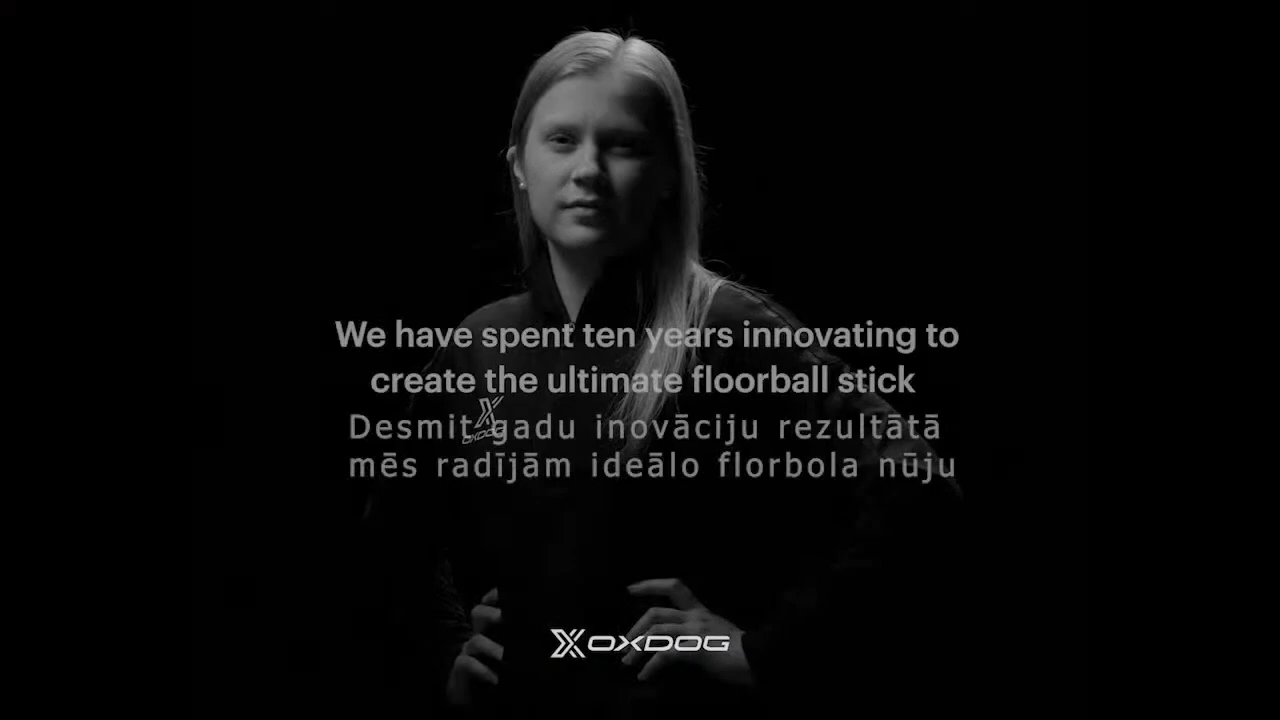 We have spent ten years innovating to
create the ultimate floorball stick
Desmit gadu inovāciju rezultātā
mēs radījām ideālo florbola nūju
OXDOG
OXDOG